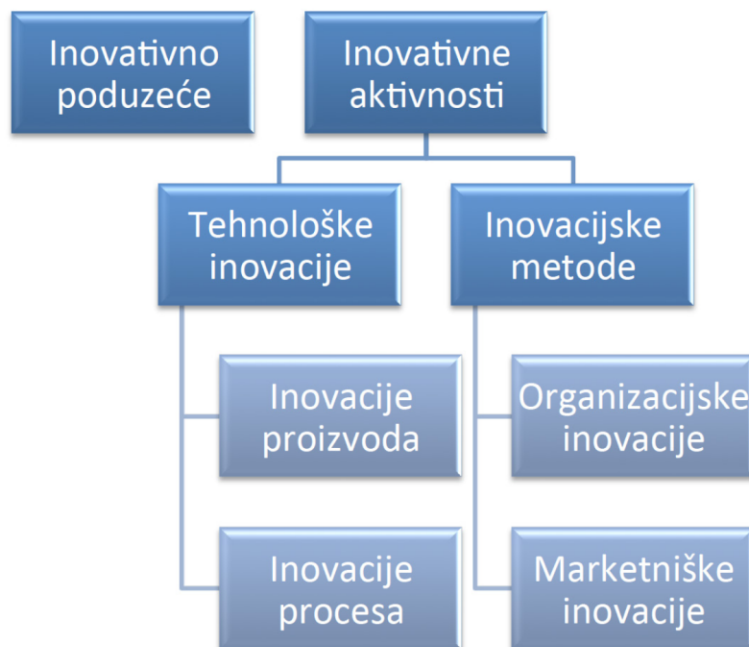 Inovativno
poduzeće
Inovativne
aktivnosti
Tehnološke
inovacije
Inovacijske
metode
Inovacije
proizvoda
Organizacijske
inovacije
Inovacije
procesa
Marketniške
inovacije